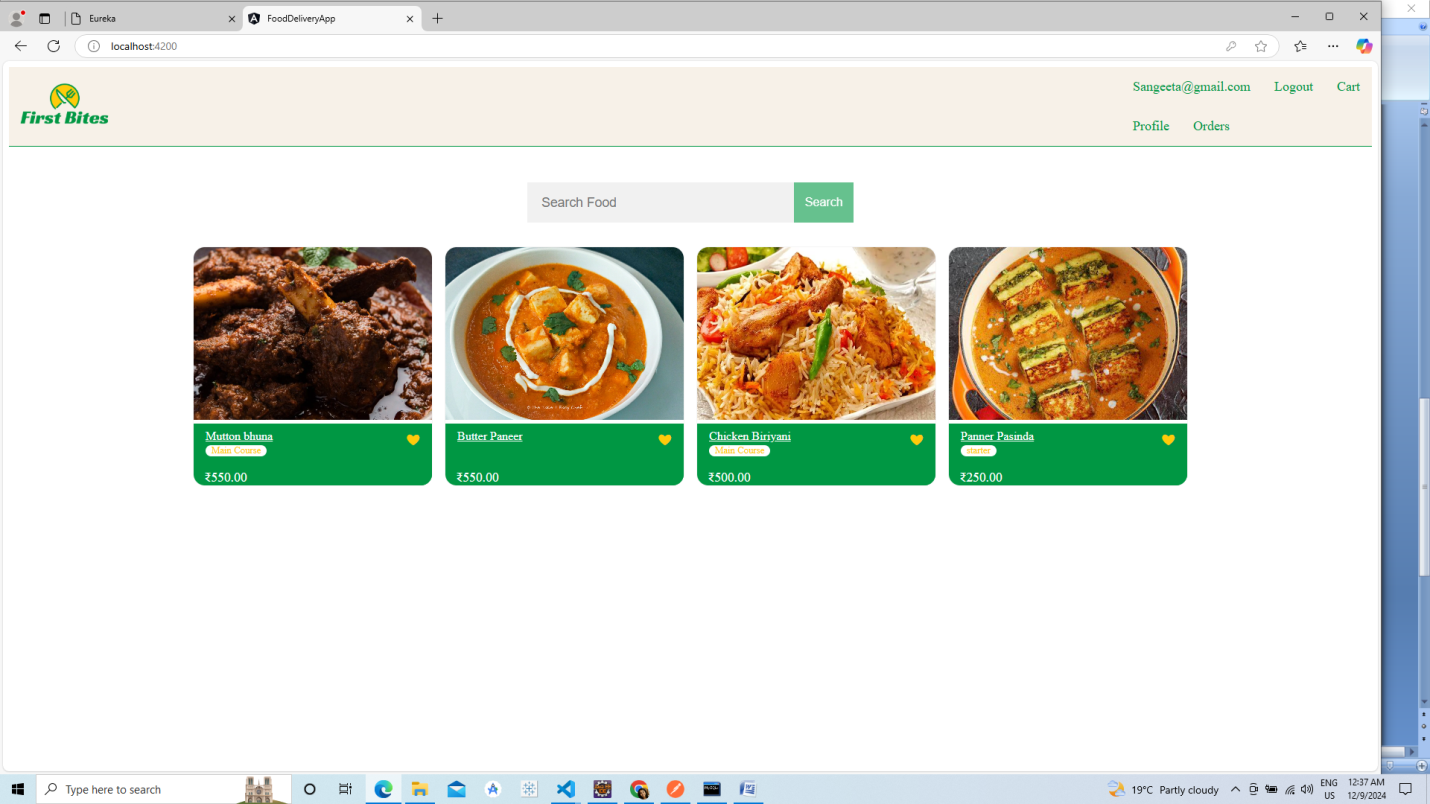 Eureka
FoodDeliveryApp
localhost:4200
First Bites
Sangeeta@gmail.com Logout Cart
Profile Orders
Search Food
Search
Mutton bhuna
Main Course
₹550.00
Butter Paneer
₹550.00
Chicken Biriyani
Main Course
₹500.00
Panner Pasinda
starter
₹250.00
Type here to search
19°C Partly cloudy
ENG
US
12:37 AM
12/9/2024